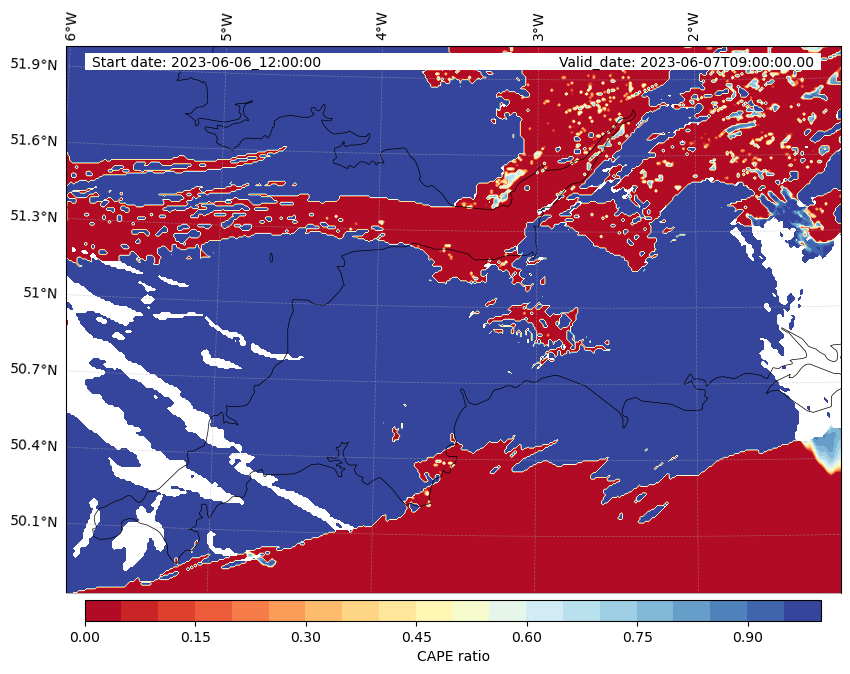 6°W 5°W 4°W 3°W 2°W
Start date: 2023-06-06_12:00:00 Valid_date: 2023-06-07T09:00:00.00
51.9°N
51.6°N
51.3°N
51°N
50.7°N
50.4°N
50.1°N
0.00 0.15 0.30 0.45 0.60 0.75 0.90
CAPE ratio